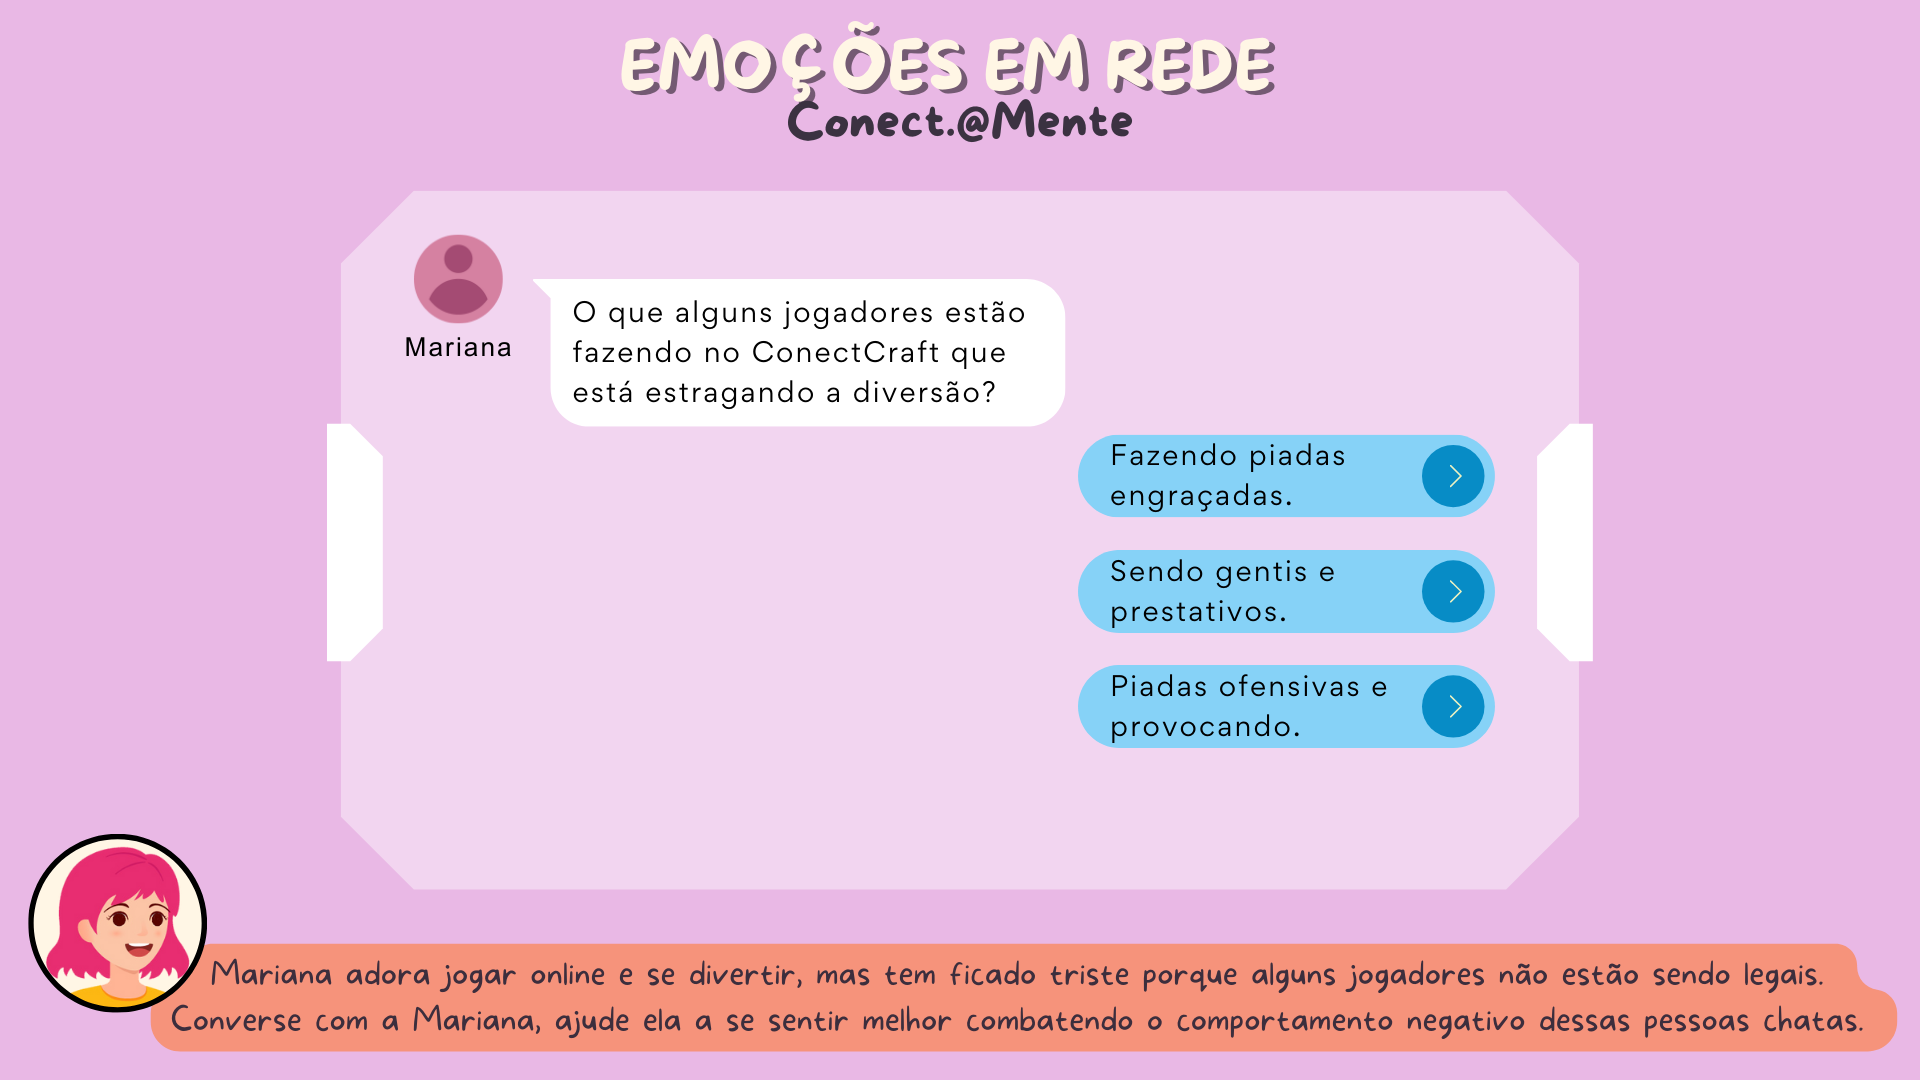 EMOÇÕES EM REDE
Conect.@Mente
Mariana
O que alguns jogadores estão
fazendo no ConectCraft que
está estragando a diversão?
Fazendo piadas
engraçadas.
Sendo gentis e
prestativos.
Piadas ofensivas e
provocando.
Mariana adora jogar online e se divertir, mas tem ficado triste porque alguns jogadores não estão sendo legais.
Converse com a Mariana, ajude ela a se sentir melhor combatendo o comportamento negativo dessas pessoas chatas.